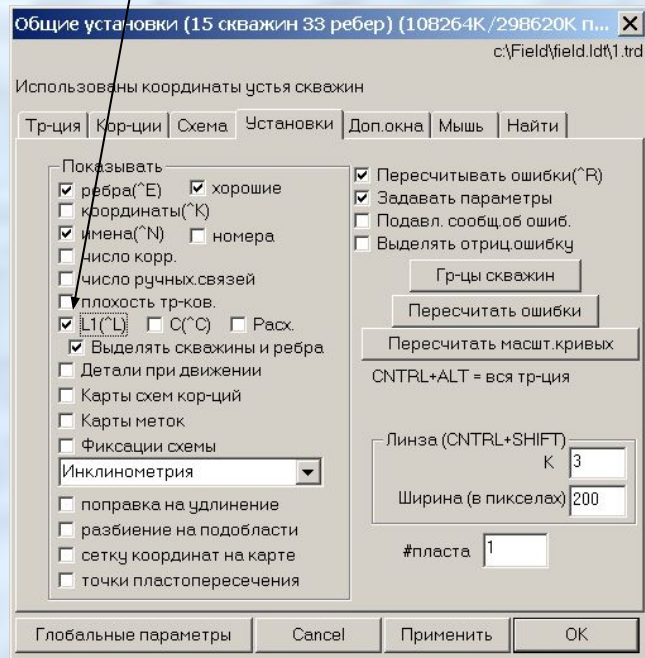 Общие установки (15 скважин 33 ребер) (108264K/298620K п...
c:\Field\field.ldt\1.trd
Использованы координаты устья скважин
Тр-ция Кор-ции Схема Установки Доп.окна Мышь Найти
Показывать
ребра(^E) хорошие
координаты(^K)
имена(^N) номера
число корр.
число ручных.связей
плохость тр-ков.
L1(^L) C(^C) Расх.
Выделять скважины и ребра
Детали при движении
Карты схем кор-ций
Карты меток
Фиксации схемы
Инклинометрия
поправка на удлинение
разбиение на подобласти
сетку координат на карте
точки пластопересечения
Пересчитывать ошибки(^R)
Задавать параметры
Подавл. сообщ.об ошиб.
Выделять отриц.ошибку
Гр-цы скважин
Пересчитать ошибки
Пересчитать масшт.кривых
CNTRL+ALT = вся тр-ция
Линза (CNTRL+SHIFT)
К 3
Ширина (в пикселах) 200
#пласта 1
Глобальные параметры Cancel Применить OK